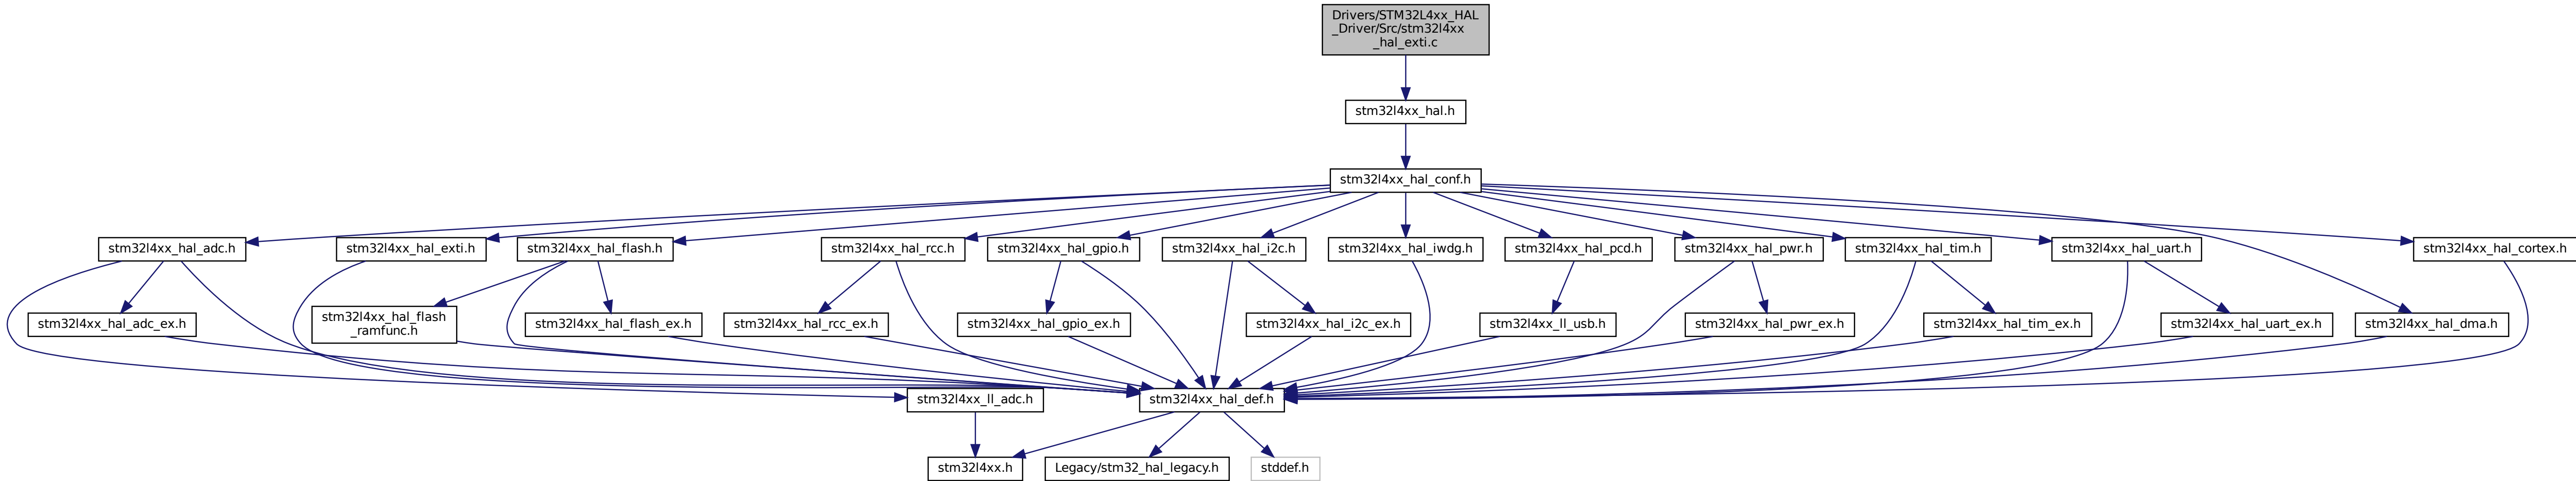 Drivers/STM32L4xx_HAL
_Driver/Src/stm32l4xx
_hal_exti.c
stm32l4xx_hal.h
stm32l4xx_hal_conf.h
stm32l4xx_hal_adc.h
stm32l4xx_hal_exti.h
stm32l4xx_hal_flash.h
stm32l4xx_hal_rcc.h
stm32l4xx_hal_gpio.h
stm32l4xx_hal_i2c.h
stm32l4xx_hal_iwdg.h
stm32l4xx_hal_pcd.h
stm32l4xx_hal_pwr.h
stm32l4xx_hal_tim.h
stm32l4xx_hal_uart.h
stm32l4xx_hal_cortex.h
stm32l4xx_hal_adc_ex.h
stm32l4xx_hal_flash
_ramfunc.h
stm32l4xx_hal_flash_ex.h
stm32l4xx_hal_rcc_ex.h
stm32l4xx_hal_gpio_ex.h
stm32l4xx_hal_i2c_ex.h
stm32l4xx_ll_usb.h
stm32l4xx_hal_pwr_ex.h
stm32l4xx_hal_tim_ex.h
stm32l4xx_hal_uart_ex.h
stm32l4xx_hal_dma.h
stm32l4xx_ll_adc.h
stm32l4xx_hal_def.h
stm32l4xx.h
Legacy/stm32_hal_legacy.h
stddef.h